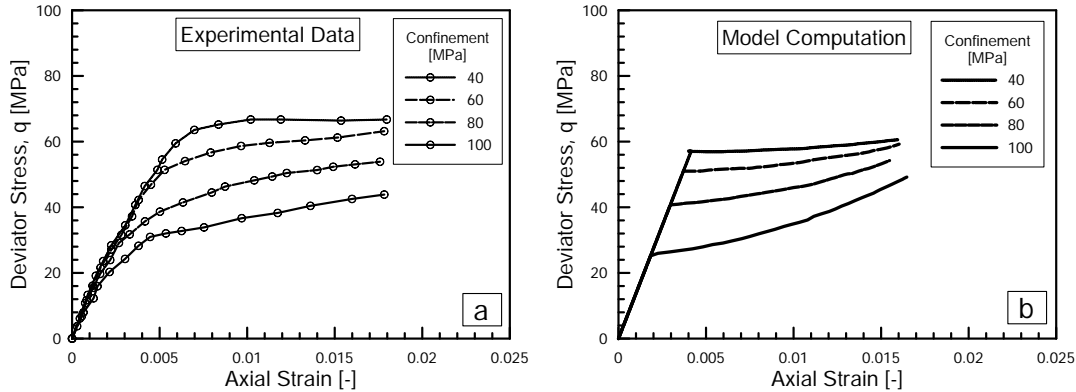 100
80
60
40
20
0
Deviator Stress, q [MPa]
Experimental Data
Confinement
[MPa]
40
60
80
100
a
0
0.005
0.01
0.015
0.02
0.025
Axial Strain [-]
100
80
60
40
20
0
Deviator Stress, q [MPa]
Model Computation
Confinement
[MPa]
40
60
80
100
b
0
0.005
0.01
0.015
0.02
0.025
Axial Strain [-]